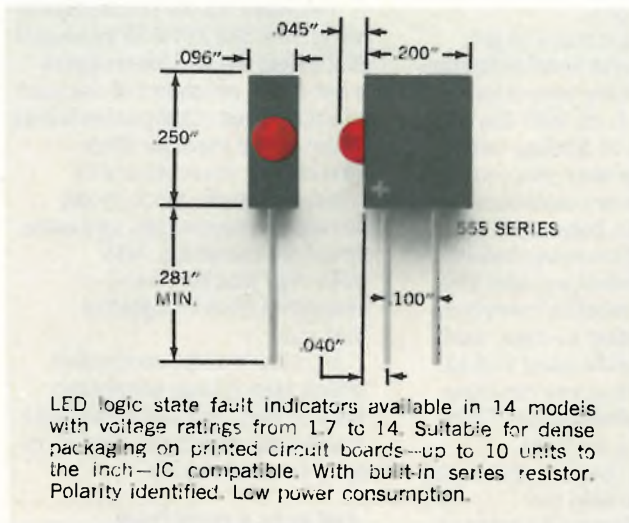 .045"
.096"
.200"
.250"
+
555 SERIES
.281"
MIN.
.100"
.040"
LED logic state fault indicators available in 14 models
with voltage ratings from 1.7 to 14. Suitable for dense
packaging on printed circuit boards—up to 10 units to
the inch—IC compatible. With built-in series resistor.
Polarity identified. Low power consumption.